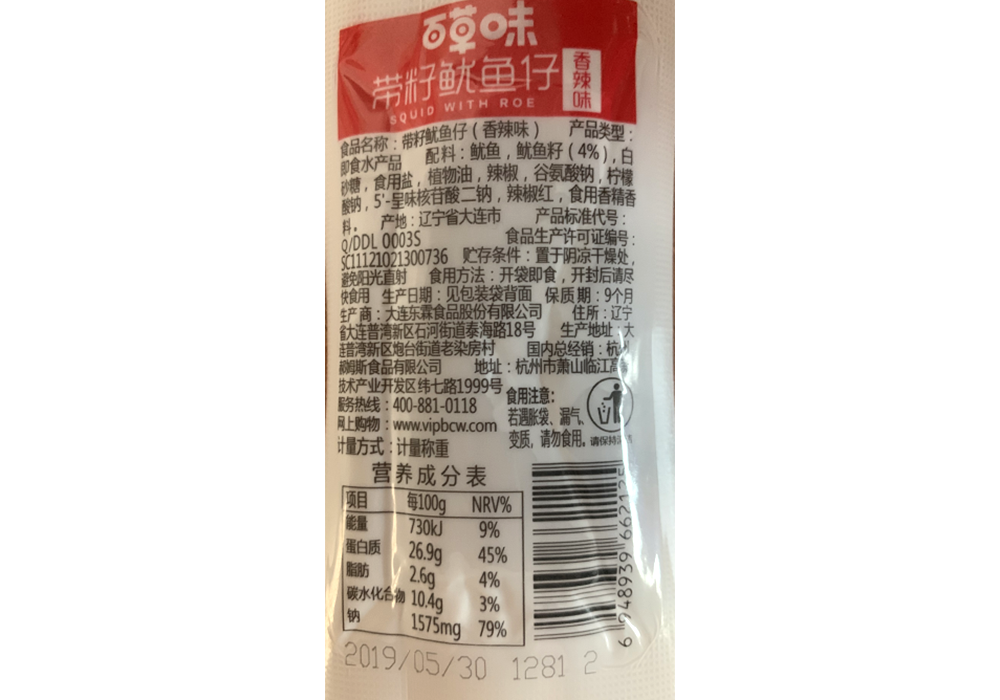 百草味
带籽鱿鱼仔 香辣味
SQUID WITH ROE
食品名称：带籽鱿鱼仔（香辣味） 产品类型：
即食水产品 配料：鱿鱼，鱿鱼籽（4%），白
砂糖，食用盐，植物油，辣椒，谷氨酸钠，柠檬
酸钠，5'-呈味核苷酸二钠，辣椒红，食用香精香
料。 产地：辽宁省大连市 产品标准代号：
Q/DDL 0003S 食品生产许可证编号：
SC11121021300736 贮存条件：置于阴凉干燥处，
避免阳光直射 食用方法：开袋即食，开封后请尽
快食用 生产日期：见包装袋背面 保质期：9个月
生产商：大连东霖食品股份有限公司 住所：辽宁
省大连普湾新区石河街道泰海路18号 生产地址：大
连普湾新区炮台街道老染房村 国内总经销：杭州
郝姆斯食品有限公司 地址：杭州市萧山临江高新
技术产业开发区纬七路1999号
服务热线：400-881-0118
网上购物：www.vipbcw.com
计量方式：计量称重
食用注意：
若遇胀袋、漏气、
变质，请勿食用。
请保持
营养成分表
项目 每100g NRV%
能量 730kJ 9%
蛋白质 26.9g 45%
脂肪 2.6g 4%
碳水化合物 10.4g 3%
钠 1575mg 79%
6 948939 662125
2019/05/30 1281 2